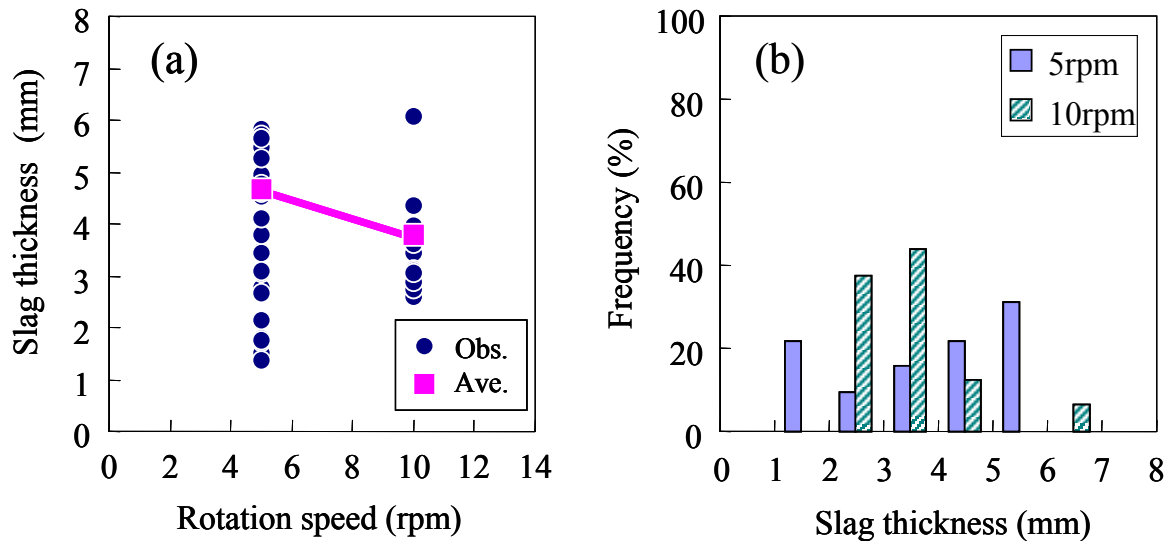 (a)
Slag thickness (mm)
8
7
6
5
4
3
2
1
0
Obs.
Ave.
0 2 4 6 8 10 12 14
Rotation speed (rpm)
(b)
Frequency (%)
100
80
60
40
20
0
5rpm
10rpm
0 1 2 3 4 5 6 7 8
Slag thickness (mm)